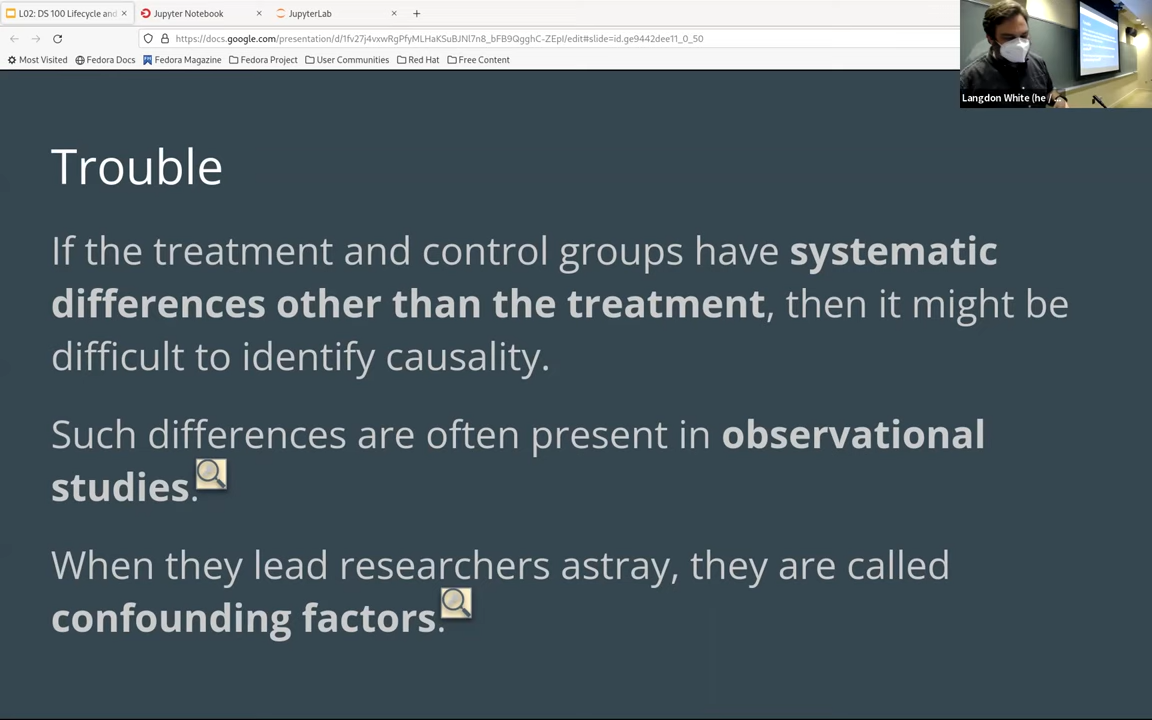 L02: DS 100 Lifecycle and
Jupyter Notebook
JupyterLab
https://docs.google.com/presentation/d/1fv27j4vxwRgPfyMLHaKSuBJNl7n8_bFB9QgghC-ZEpI/edit#slide=id.ge9442dee11_0_50
Most Visited
Fedora Docs
Fedora Magazine
Fedora Project
User Communities
Red Hat
Free Content
Langdon White (he /
Trouble
If the treatment and control groups have systematic
differences other than the treatment, then it might be
difficult to identify causality.
Such differences are often present in observational
studies.
When they lead researchers astray, they are called
confounding factors.